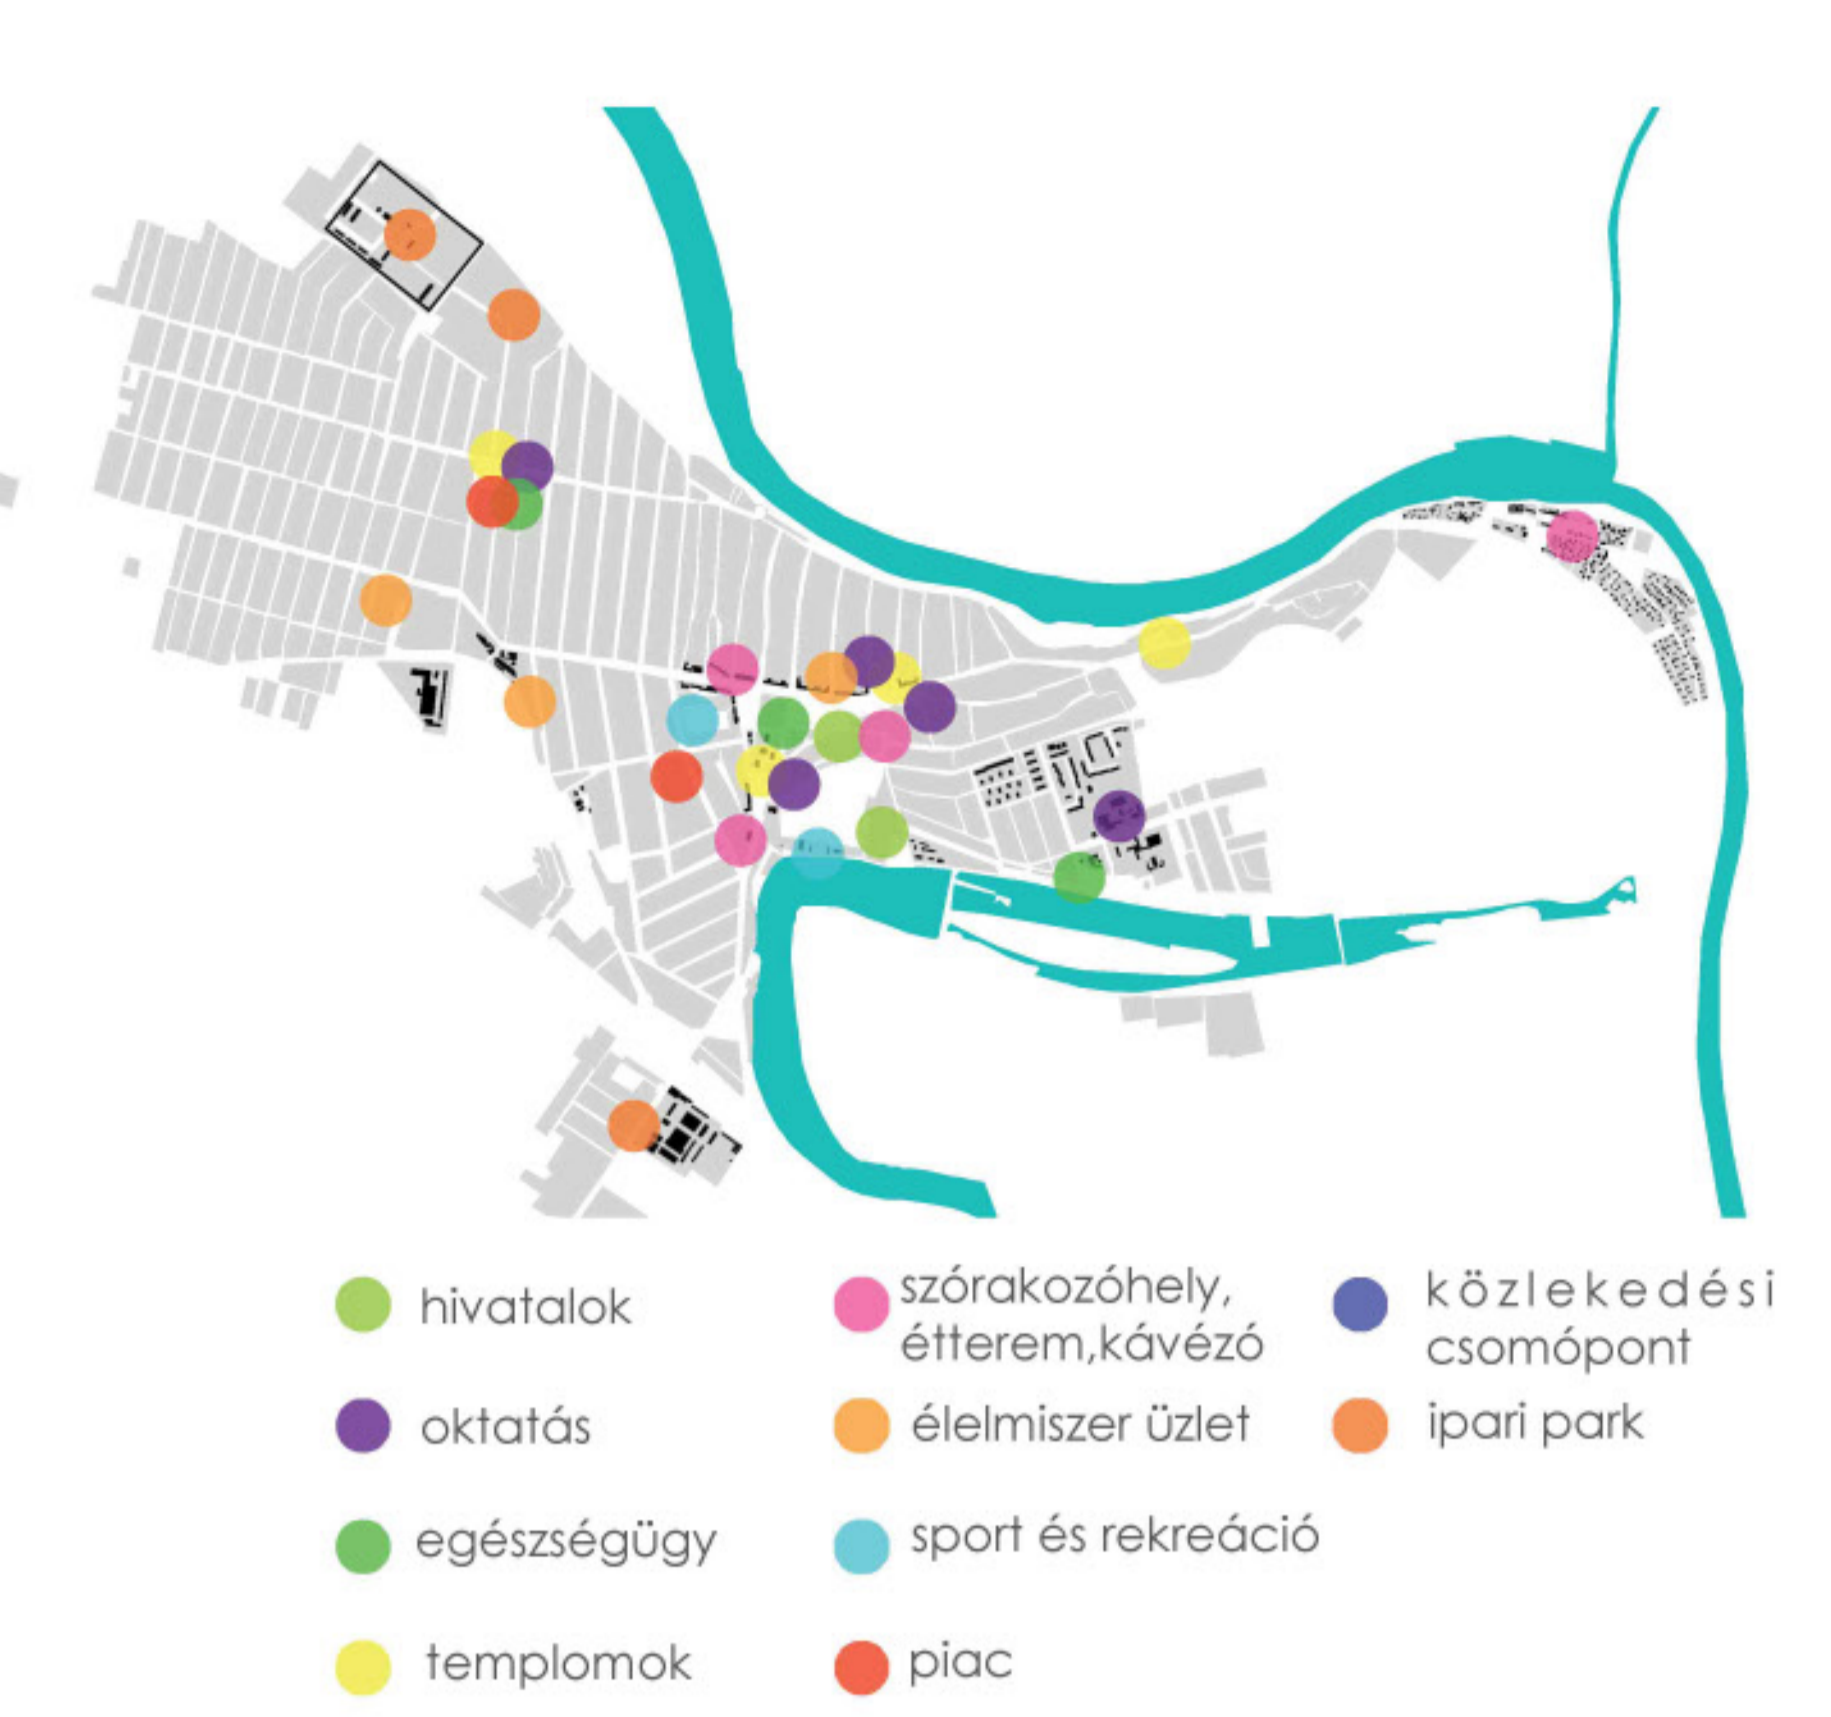 hivatalok
szórakozóhely,
étterem,kávézó
közlekedési
csomópont
oktatás
élelmiszer üzlet
ipari park
egészségügy
sport és rekreáció
templomok
piac